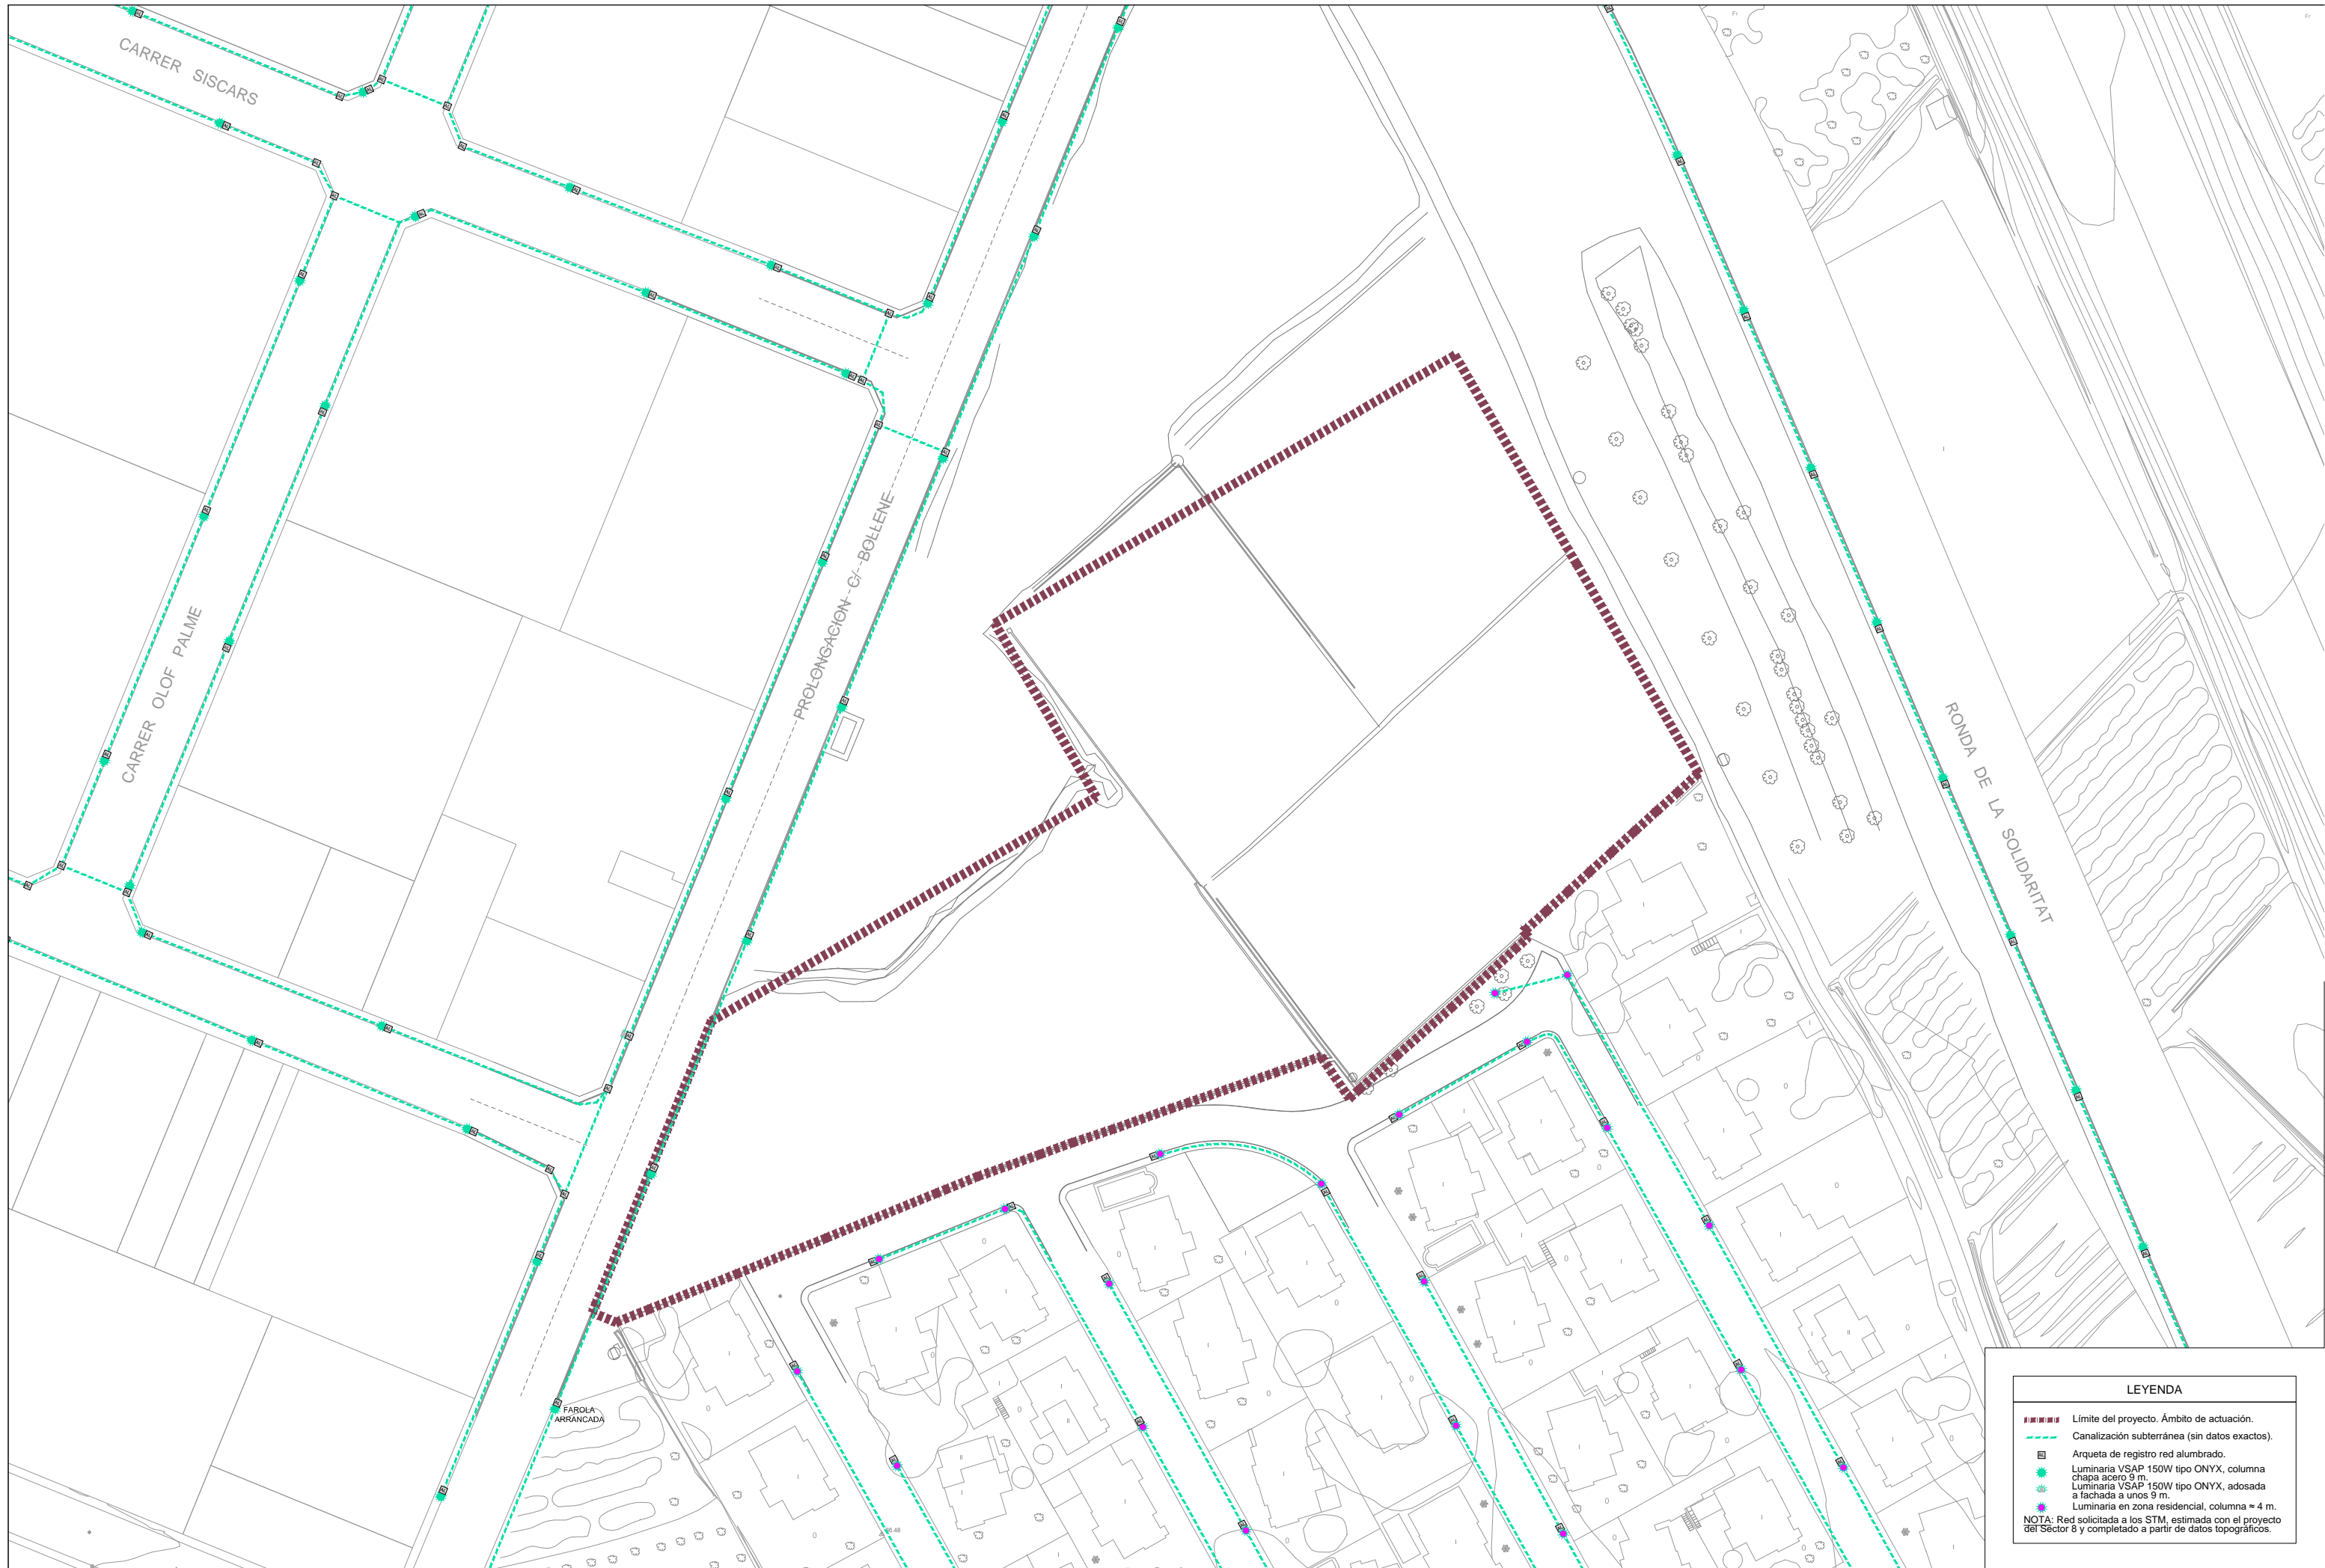 CARRER SISCARS
CARRER OLOF PALME
PROLONGACION C/ BOLLENE
RONDA DE LA SOLIDARITAT
FAROLA
ARRANCADA
LEYENDA
Límite del proyecto. Ámbito de actuación.
Canalización subterránea (sin datos exactos).
Arqueta de registro red alumbrado.
Luminaria VSAP 150W tipo ONYX, columna
chapa acero 9 m.
Luminaria VSAP 150W tipo ONYX, adosada
a fachada a unos 9 m.
Luminaria en zona residencial, columna ≈ 4 m.
NOTA: Red solicitada a los STM, estimada con el proyecto
del Sector 8 y completado a partir de datos topográficos.